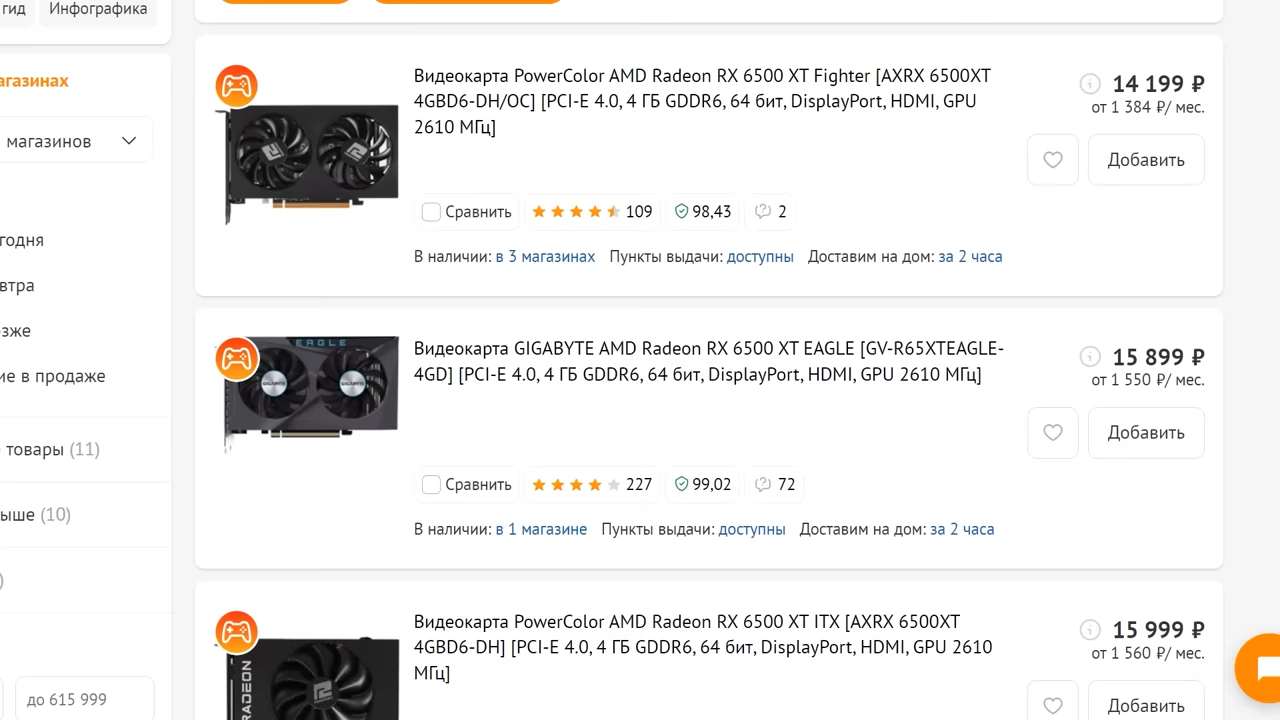 гид
Инфографика
агазинах
магазинов
годня
втра
зже
ие в продаже
товары (11)
ыше (10)
)
до 615 999
Видеокарта PowerColor AMD Radeon RX 6500 XT Fighter [AXRX 6500XT
4GBD6-DH/OC] [PCI-E 4.0, 4 ГБ GDDR6, 64 бит, DisplayPort, HDMI, GPU
2610 МГц]
14 199 ₽
от 1 384 ₽/ мес.
Добавить
Сравнить 109 98,43 2
В наличии: в 3 магазинах Пункты выдачи: доступны Доставим на дом: за 2 часа
EAGLE
GIGABYTE GIGABYTE
Видеокарта GIGABYTE AMD Radeon RX 6500 XT EAGLE [GV-R65XTEAGLE-
4GD] [PCI-E 4.0, 4 ГБ GDDR6, 64 бит, DisplayPort, HDMI, GPU 2610 МГц]
15 899 ₽
от 1 550 ₽/ мес.
Добавить
Сравнить 227 99,02 72
В наличии: в 1 магазине Пункты выдачи: доступны Доставим на дом: за 2 часа
RADEON
Видеокарта PowerColor AMD Radeon RX 6500 XT ITX [AXRX 6500XT
4GBD6-DH] [PCI-E 4.0, 4 ГБ GDDR6, 64 бит, DisplayPort, HDMI, GPU 2610
МГц]
15 999 ₽
от 1 560 ₽/ мес.
Добавить